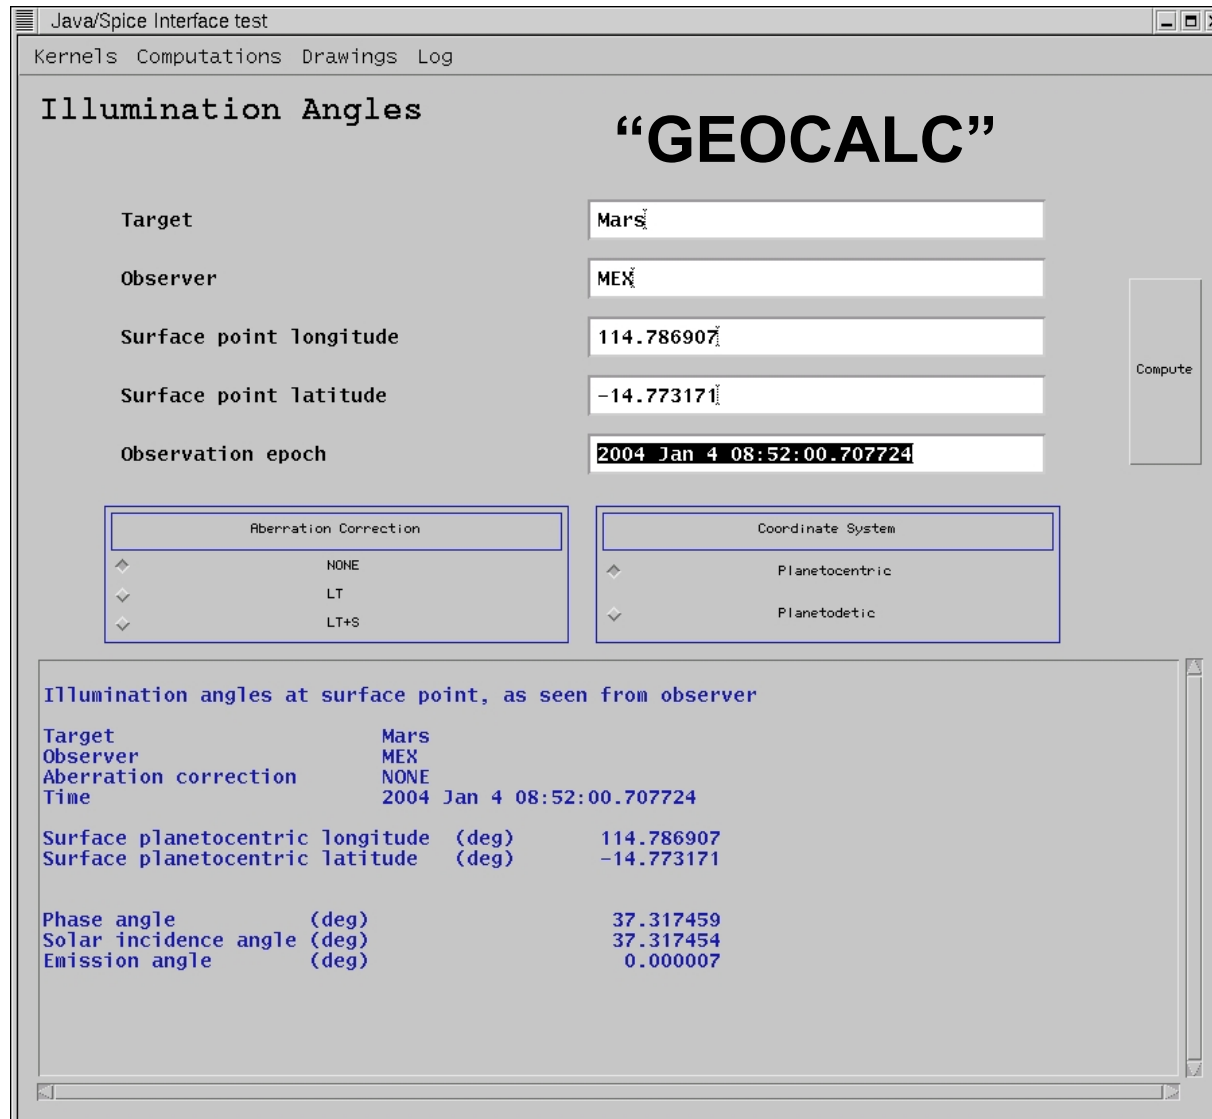 Java/Spice Interface test
Kernels Computations Drawings Log
Illumination Angles
“GEOCALC”
Target Mars
Observer MEX
Surface point longitude 114.786907
Surface point latitude -14.773171
Compute
Observation epoch 2004 Jan 4 08:52:00.707724
Aberration Correction
NONE
LT
LT+S
Coordinate System
Planetocentric
Planetodetic
Illumination angles at surface point, as seen from observer
Target Mars
Observer MEX
Aberration correction NONE
Time 2004 Jan 4 08:52:00.707724
Surface planetocentric longitude (deg) 114.786907
Surface planetocentric latitude (deg) -14.773171
Phase angle (deg) 37.317459
Solar incidence angle (deg) 37.317454
Emission angle (deg) 0.000007